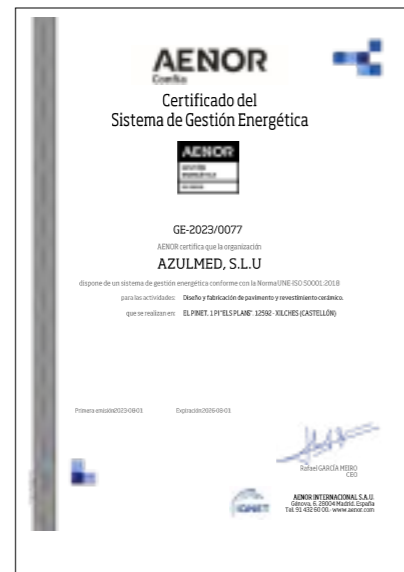 AENOR
Confía
Certificado del
Sistema de Gestión Energética
AENOR
GESTIÓN
ENERGÉTICA
GE-2023/0077
AENOR certifica que la organización
AZULMED, S.L.U
dispone de un sistema de gestión energética conforme con la Norma UNE-ISO 50001:2018
para las actividades: Diseño y fabricación de pavimento y revestimiento cerámico.
que se realizan en: EL PINET, 1 PI "ELS PLANS". 12592 - XILCHES (CASTELLÓN)
Primera emisión 2023-08-01 Expiración 2026-08-01
Rafael GARCÍA MEIRO
CEO
IQNET
AENOR INTERNACIONAL S.A.U.
Génova, 6. 28004 Madrid. España
Tel. 91 432 60 00.- www.aenor.com